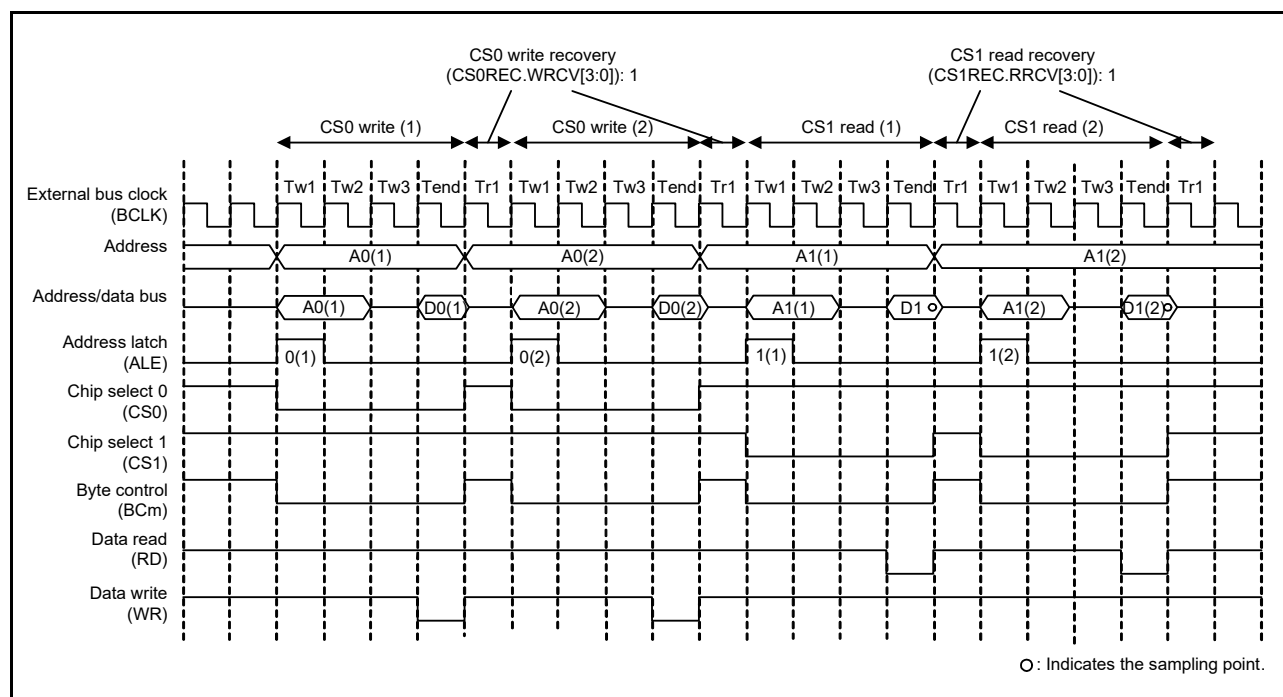 CS0 write recovery
(CS0REC.WRCV[3:0]): 1
CS1 read recovery
(CS1REC.RRCV[3:0]): 1
CS0 write (1)
CS0 write (2)
CS1 read (1)
CS1 read (2)
Tw1 Tw2 Tw3 Tend Tr1 Tw1 Tw2 Tw3 Tend Tr1 Tw1 Tw2 Tw3 Tend Tr1 Tw1 Tw2 Tw3 Tend Tr1
External bus clock
(BCLK)
Address
A0(1) A0(2) A1(1) A1(2)
Address/data bus
A0(1) D0(1) A0(2) D0(2) A1(1) D1 A1(2) D1(2)
Address latch
(ALE)
0(1) 0(2) 1(1) 1(2)
Chip select 0
(CS0)
Chip select 1
(CS1)
Byte control
(BCm)
Data read
(RD)
Data write
(WR)
: Indicates the sampling point.